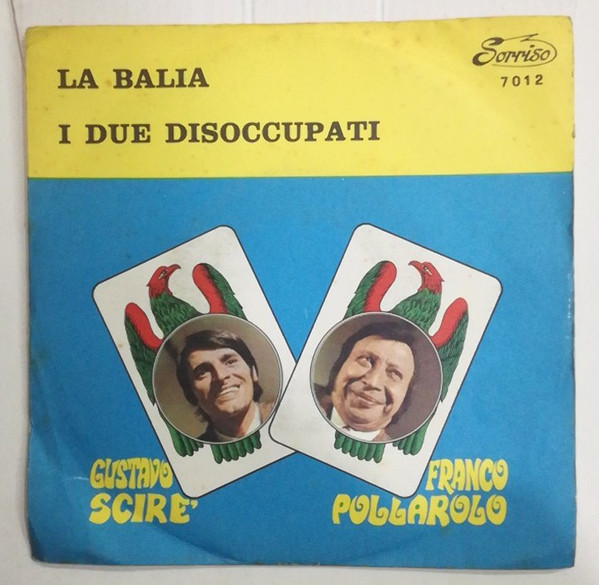 Sorriso
7012
LA BALIA
I DUE DISOCCUPATI
GUSTAVO
SCIRE'
FRANCO
POLLAROLO